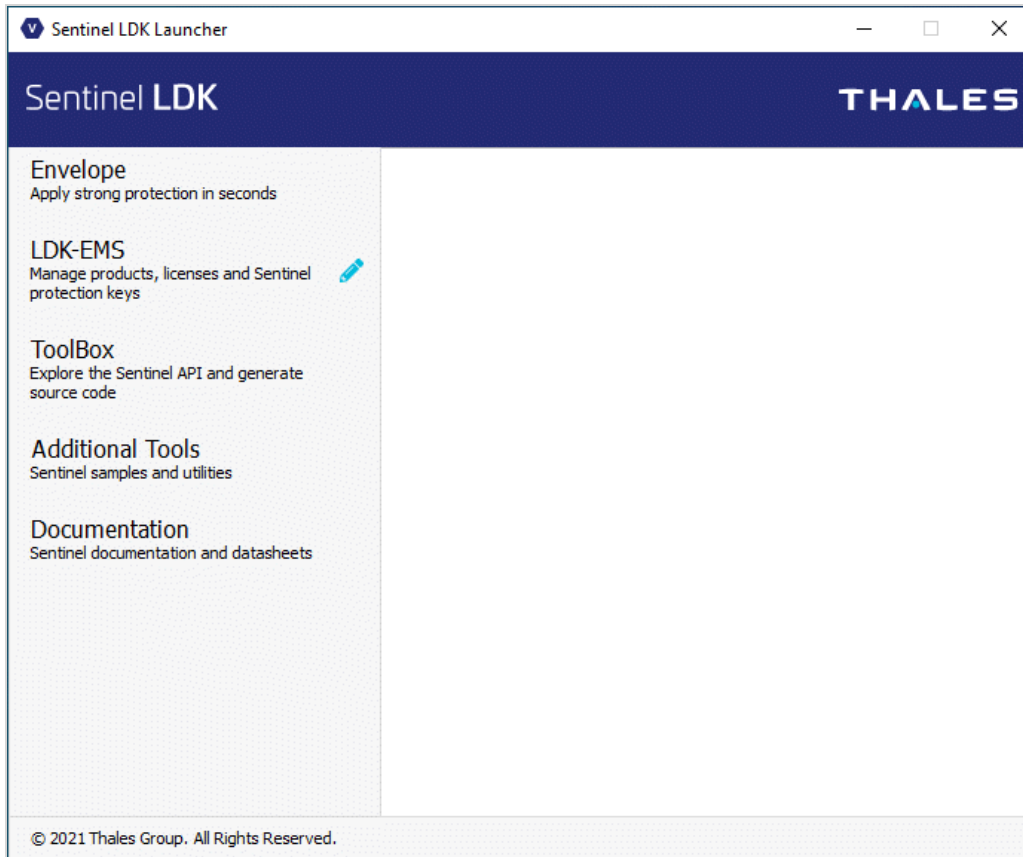 V Sentinel LDK Launcher
Sentinel LDK
THALES
Envelope
Apply strong protection in seconds
LDK-EMS
Manage products, licenses and Sentinel
protection keys
ToolBox
Explore the Sentinel API and generate
source code
Additional Tools
Sentinel samples and utilities
Documentation
Sentinel documentation and datasheets
© 2021 Thales Group. All Rights Reserved.